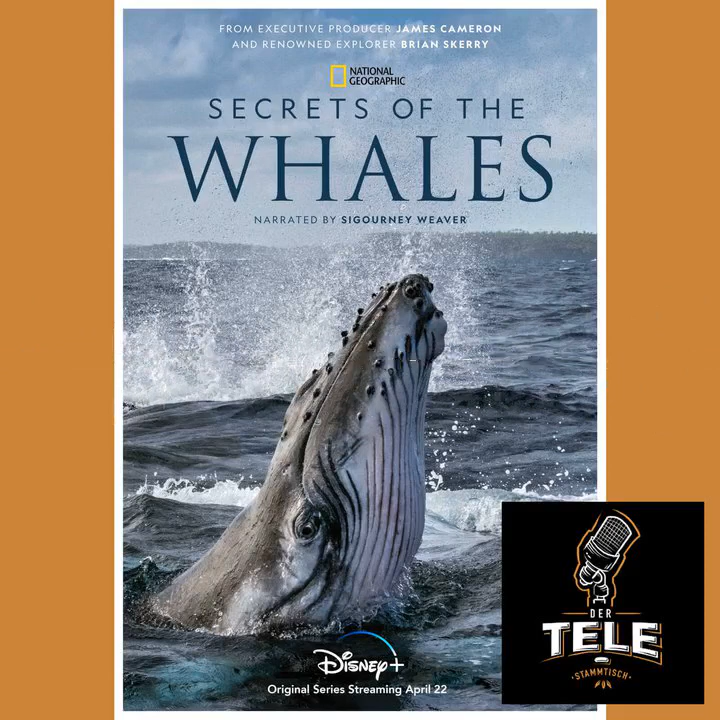 FROM EXECUTIVE PRODUCER JAMES CAMERON
AND RENOWNED EXPLORER BRIAN SKERRY
NATIONAL
GEOGRAPHIC
SECRETS OF THE
WHALES
NARRATED BY SIGOURNEY WEAVER
Disney+
Original Series Streaming April 22
DER
TELE
STAMMTISCH